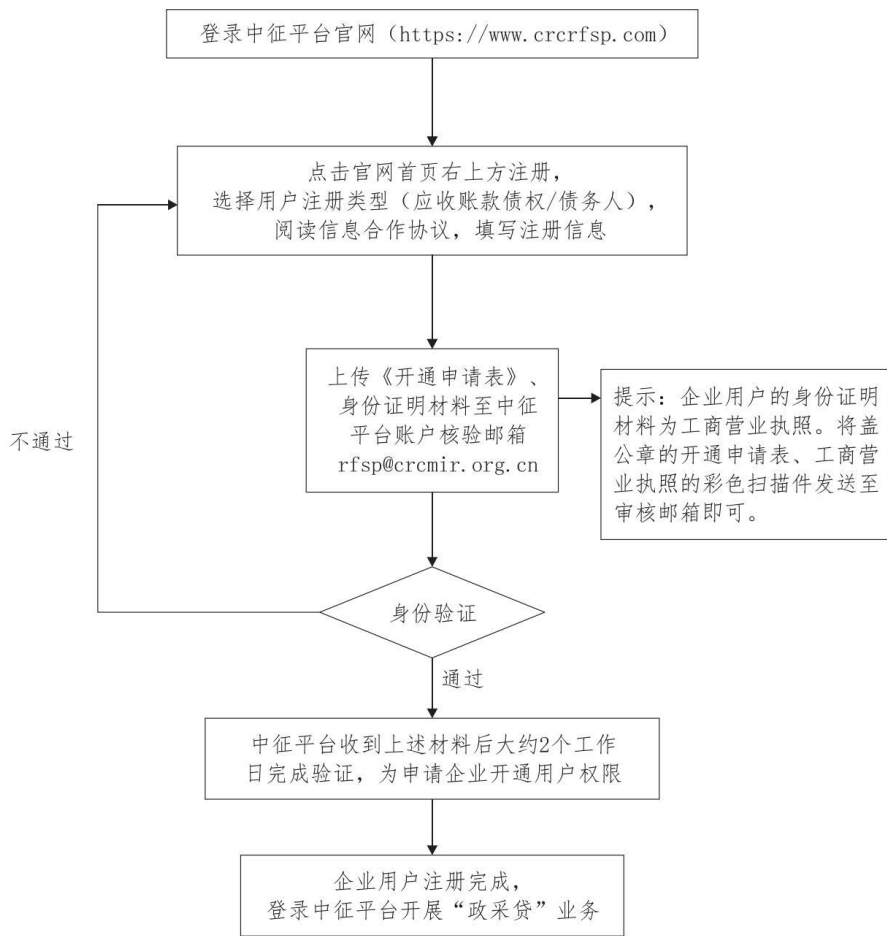 登录中征平台官网（https://www.crcrfsp.com）
点击官网首页右上方注册，
选择用户注册类型（应收账款债权/债务人），
阅读信息合作协议，填写注册信息
上传《开通申请表》、
身份证明材料至中征
平台账户核验邮箱
rfsp@crcmir.org.cn
提示：企业用户的身份证明
材料为工商营业执照。将盖
公章的开通申请表、工商营
业执照的彩色扫描件发送至
审核邮箱即可。
不通过
身份验证
通过
中征平台收到上述材料后大约2个工作
日完成验证，为申请企业开通用户权限
企业用户注册完成，
登录中征平台开展“政采贷”业务